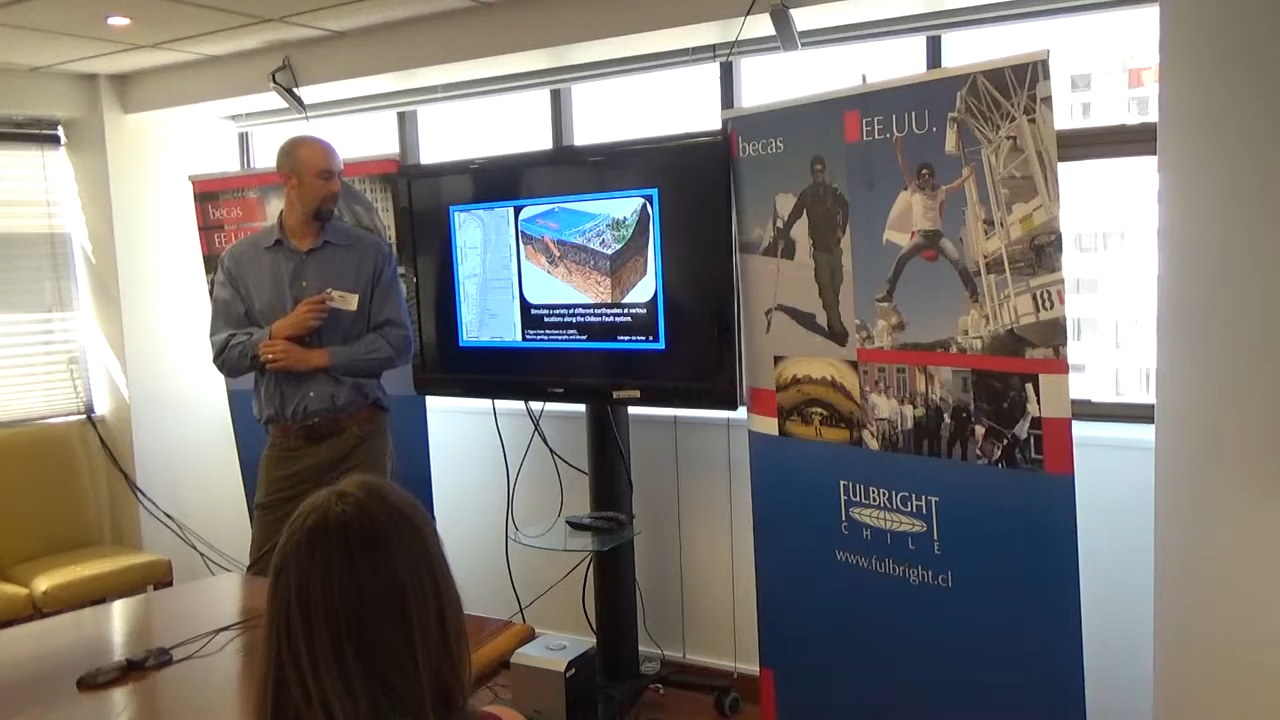 becas
EE.U
Simulate a variety of different earthquakes at various
locations along the Chilean Fault system.
becas
EE.UU.
18
FULBRIGHT
CHILE
www.fulbright.cl